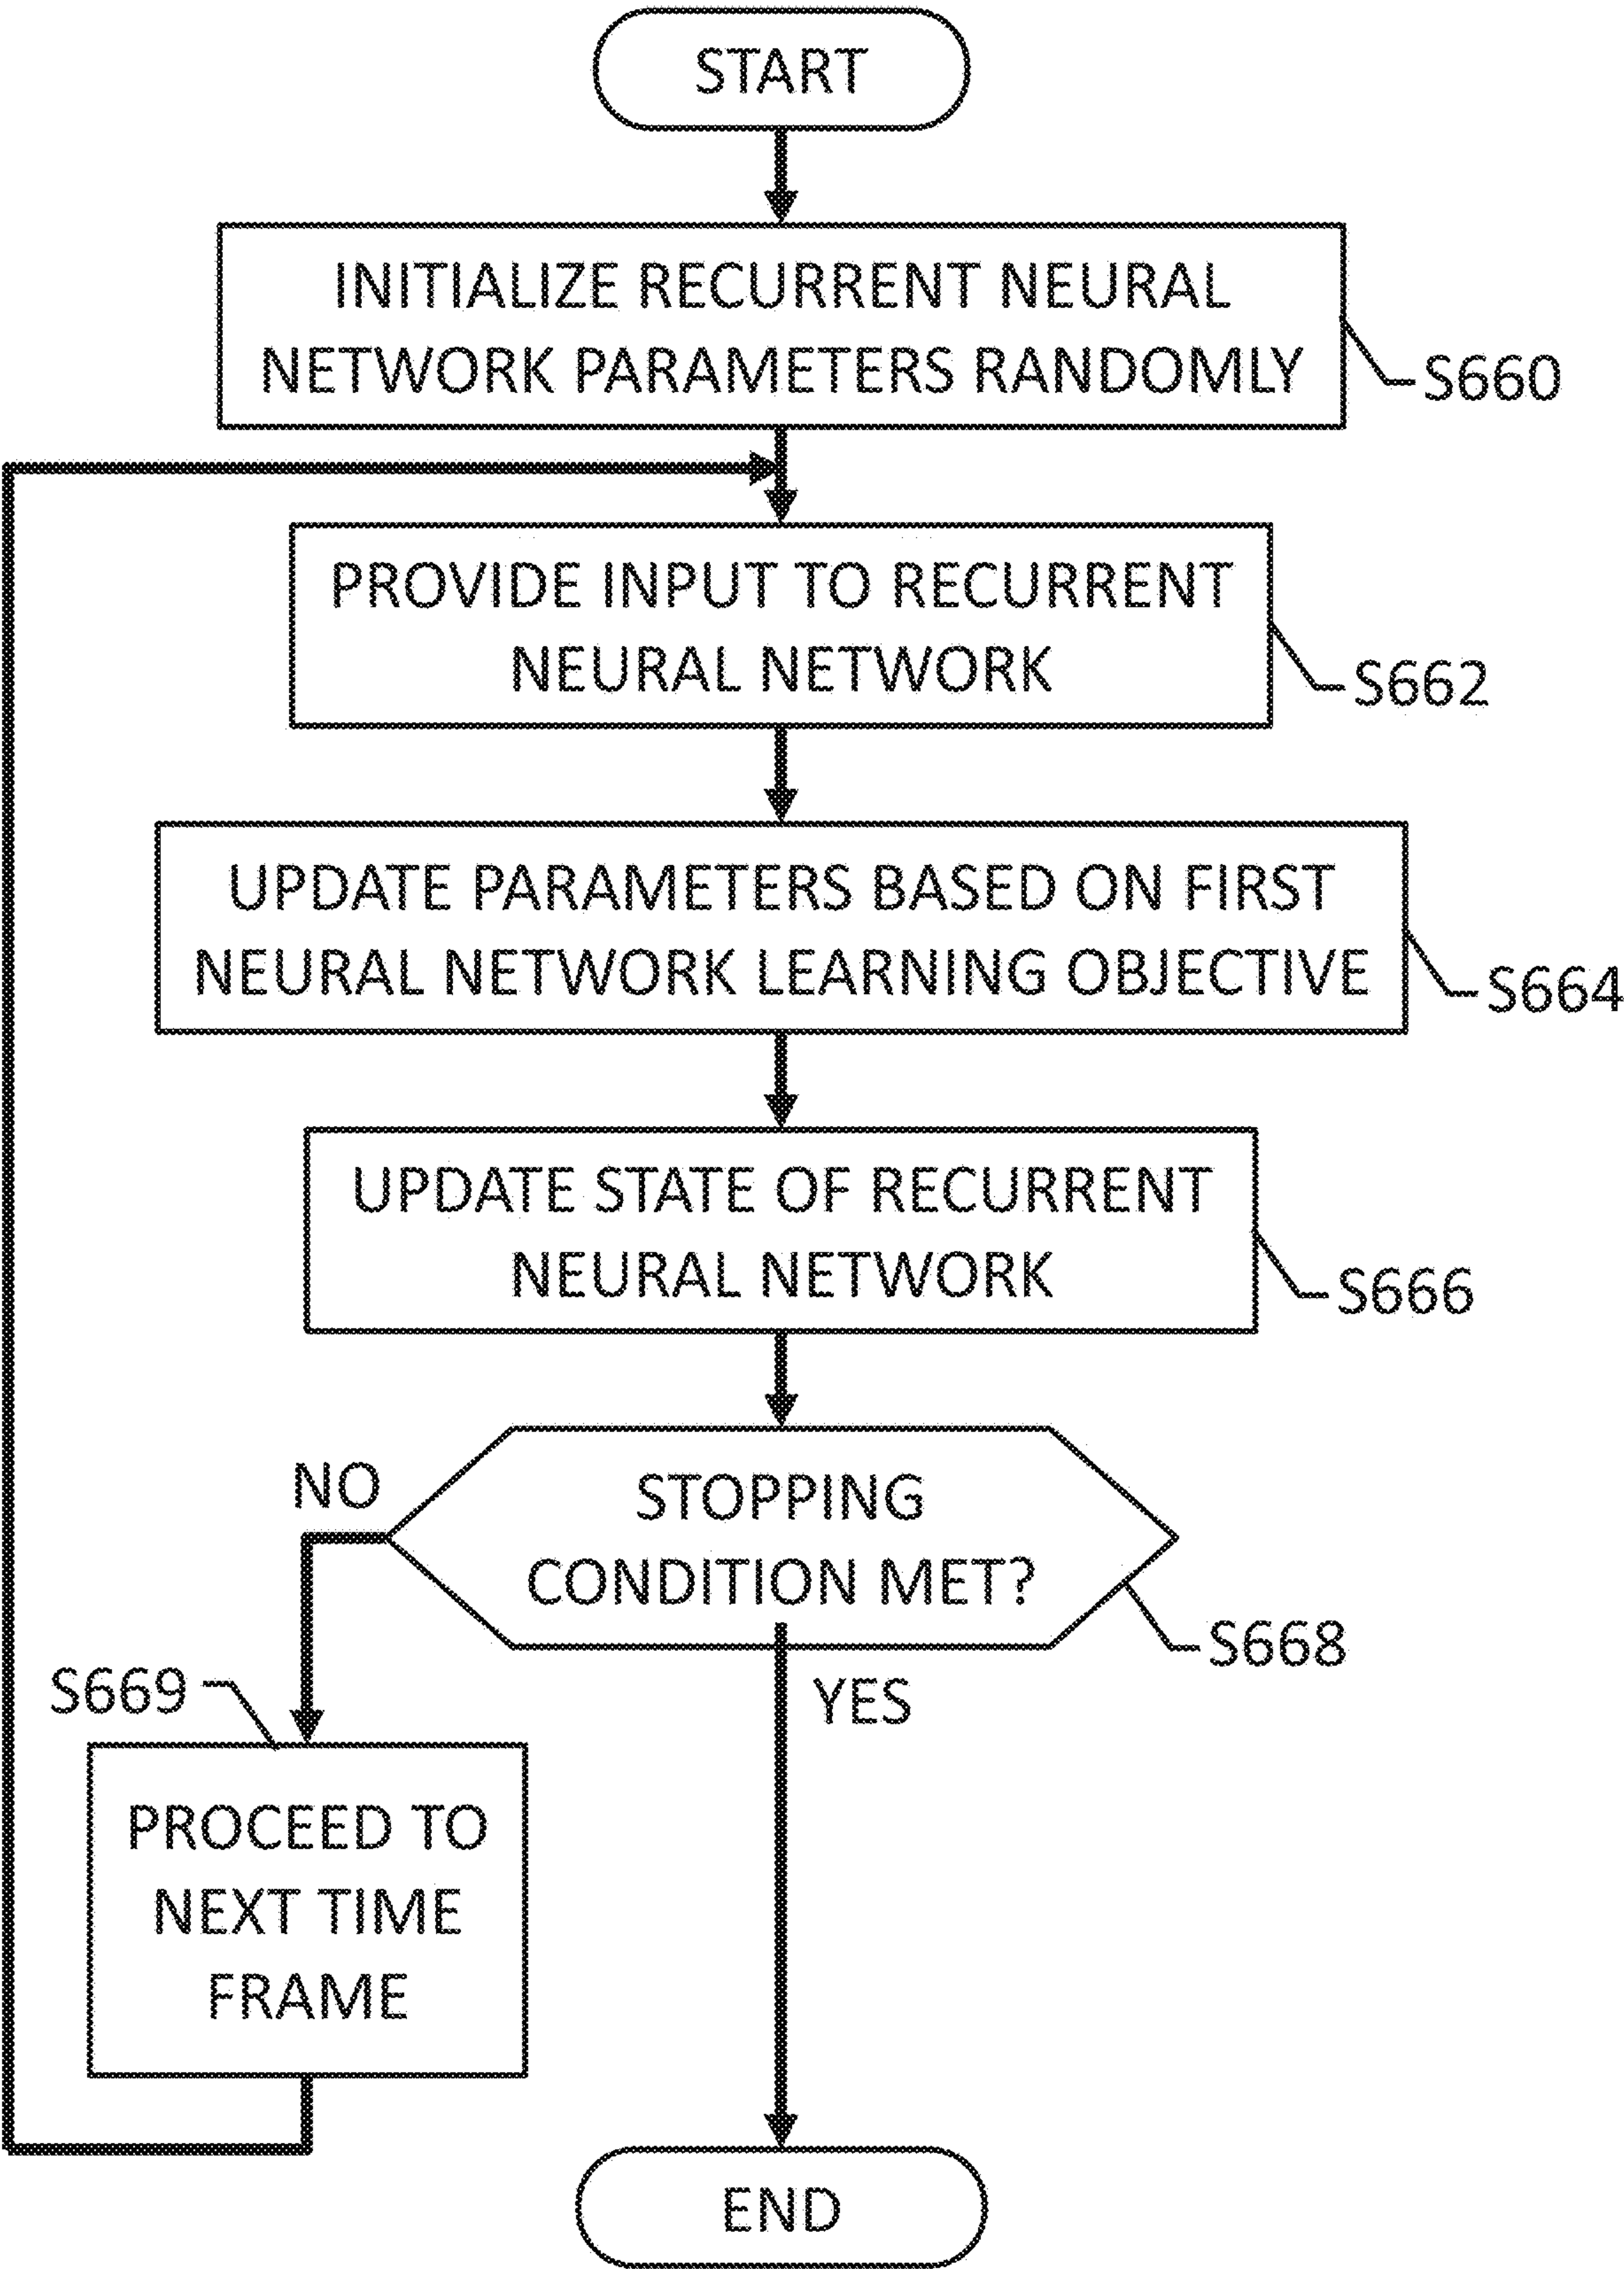 START
INITIALIZE RECURRENT NEURAL
NETWORK PARAMETERS RANDOMLY
S660
PROVIDE INPUT TO RECURRENT
NEURAL NETWORK
S662
UPDATE PARAMETERS BASED ON FIRST
NEURAL NETWORK LEARNING OBJECTIVE
S664
UPDATE STATE OF RECURRENT
NEURAL NETWORK
S666
NO
STOPPING
CONDITION MET?
S668
S669
YES
PROCEED TO
NEXT TIME
FRAME
END